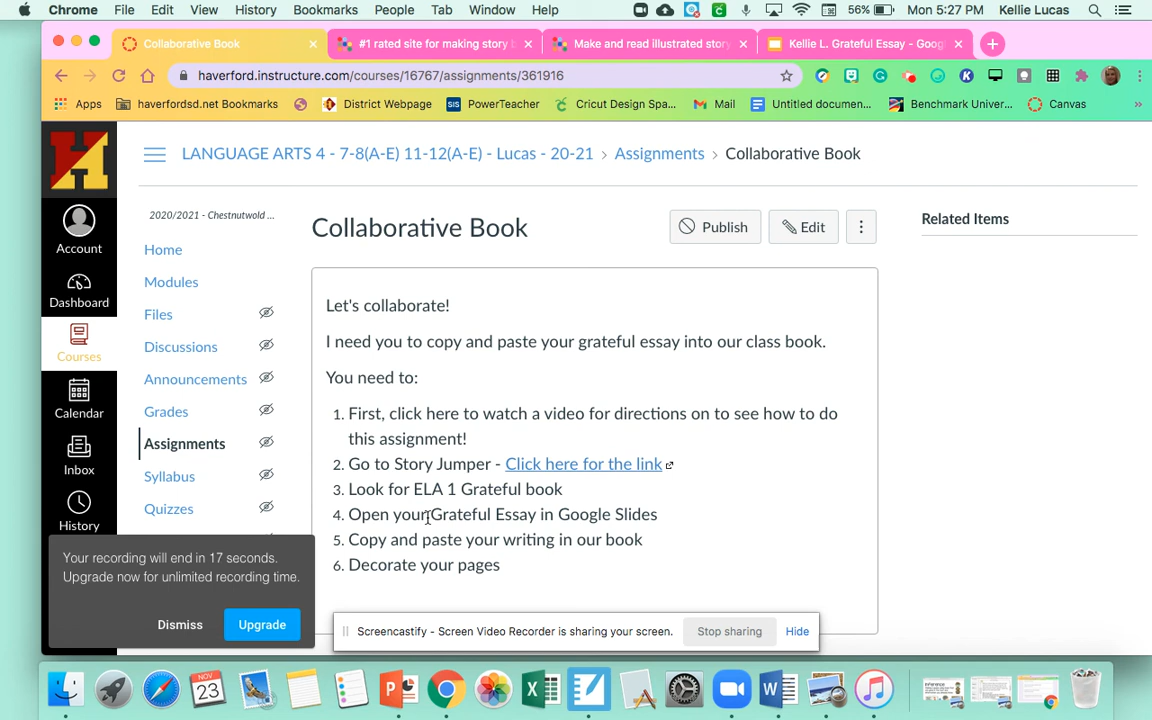 Chrome File Edit View History Bookmarks People Tab Window Help 56% Mon 5:27 PM Kellie Lucas
Collaborative Book #1 rated site for making story b Make and read illustrated story Kellie L. Grateful Essay - Goog
haverford.instructure.com/courses/16767/assignments/361916
Apps haverfordsd.net Bookmarks District Webpage SIS PowerTeacher Cricut Design Spa... Mail Untitled documen... Benchmark Univer... Canvas »
LANGUAGE ARTS 4 - 7-8(A-E) 11-12(A-E) - Lucas - 20-21 > Assignments > Collaborative Book
2020/2021 - Chestnutwold ...
Related Items
Collaborative Book Publish Edit
Account
Home
Dashboard
Modules
Courses
Files
Discussions
Calendar
Announcements
Grades
Inbox
Assignments
Syllabus
History
Quizzes
Let's collaborate!
I need you to copy and paste your grateful essay into our class book.
You need to:
1. First, click here to watch a video for directions on to see how to do
this assignment!
2. Go to Story Jumper - Click here for the link
3. Look for ELA 1 Grateful book
4. Open your Grateful Essay in Google Slides
5. Copy and paste your writing in our book
6. Decorate your pages
Your recording will end in 17 seconds.
Upgrade now for unlimited recording time.
Dismiss Upgrade
Screencastify - Screen Video Recorder is sharing your screen. Stop sharing Hide
NOV
23